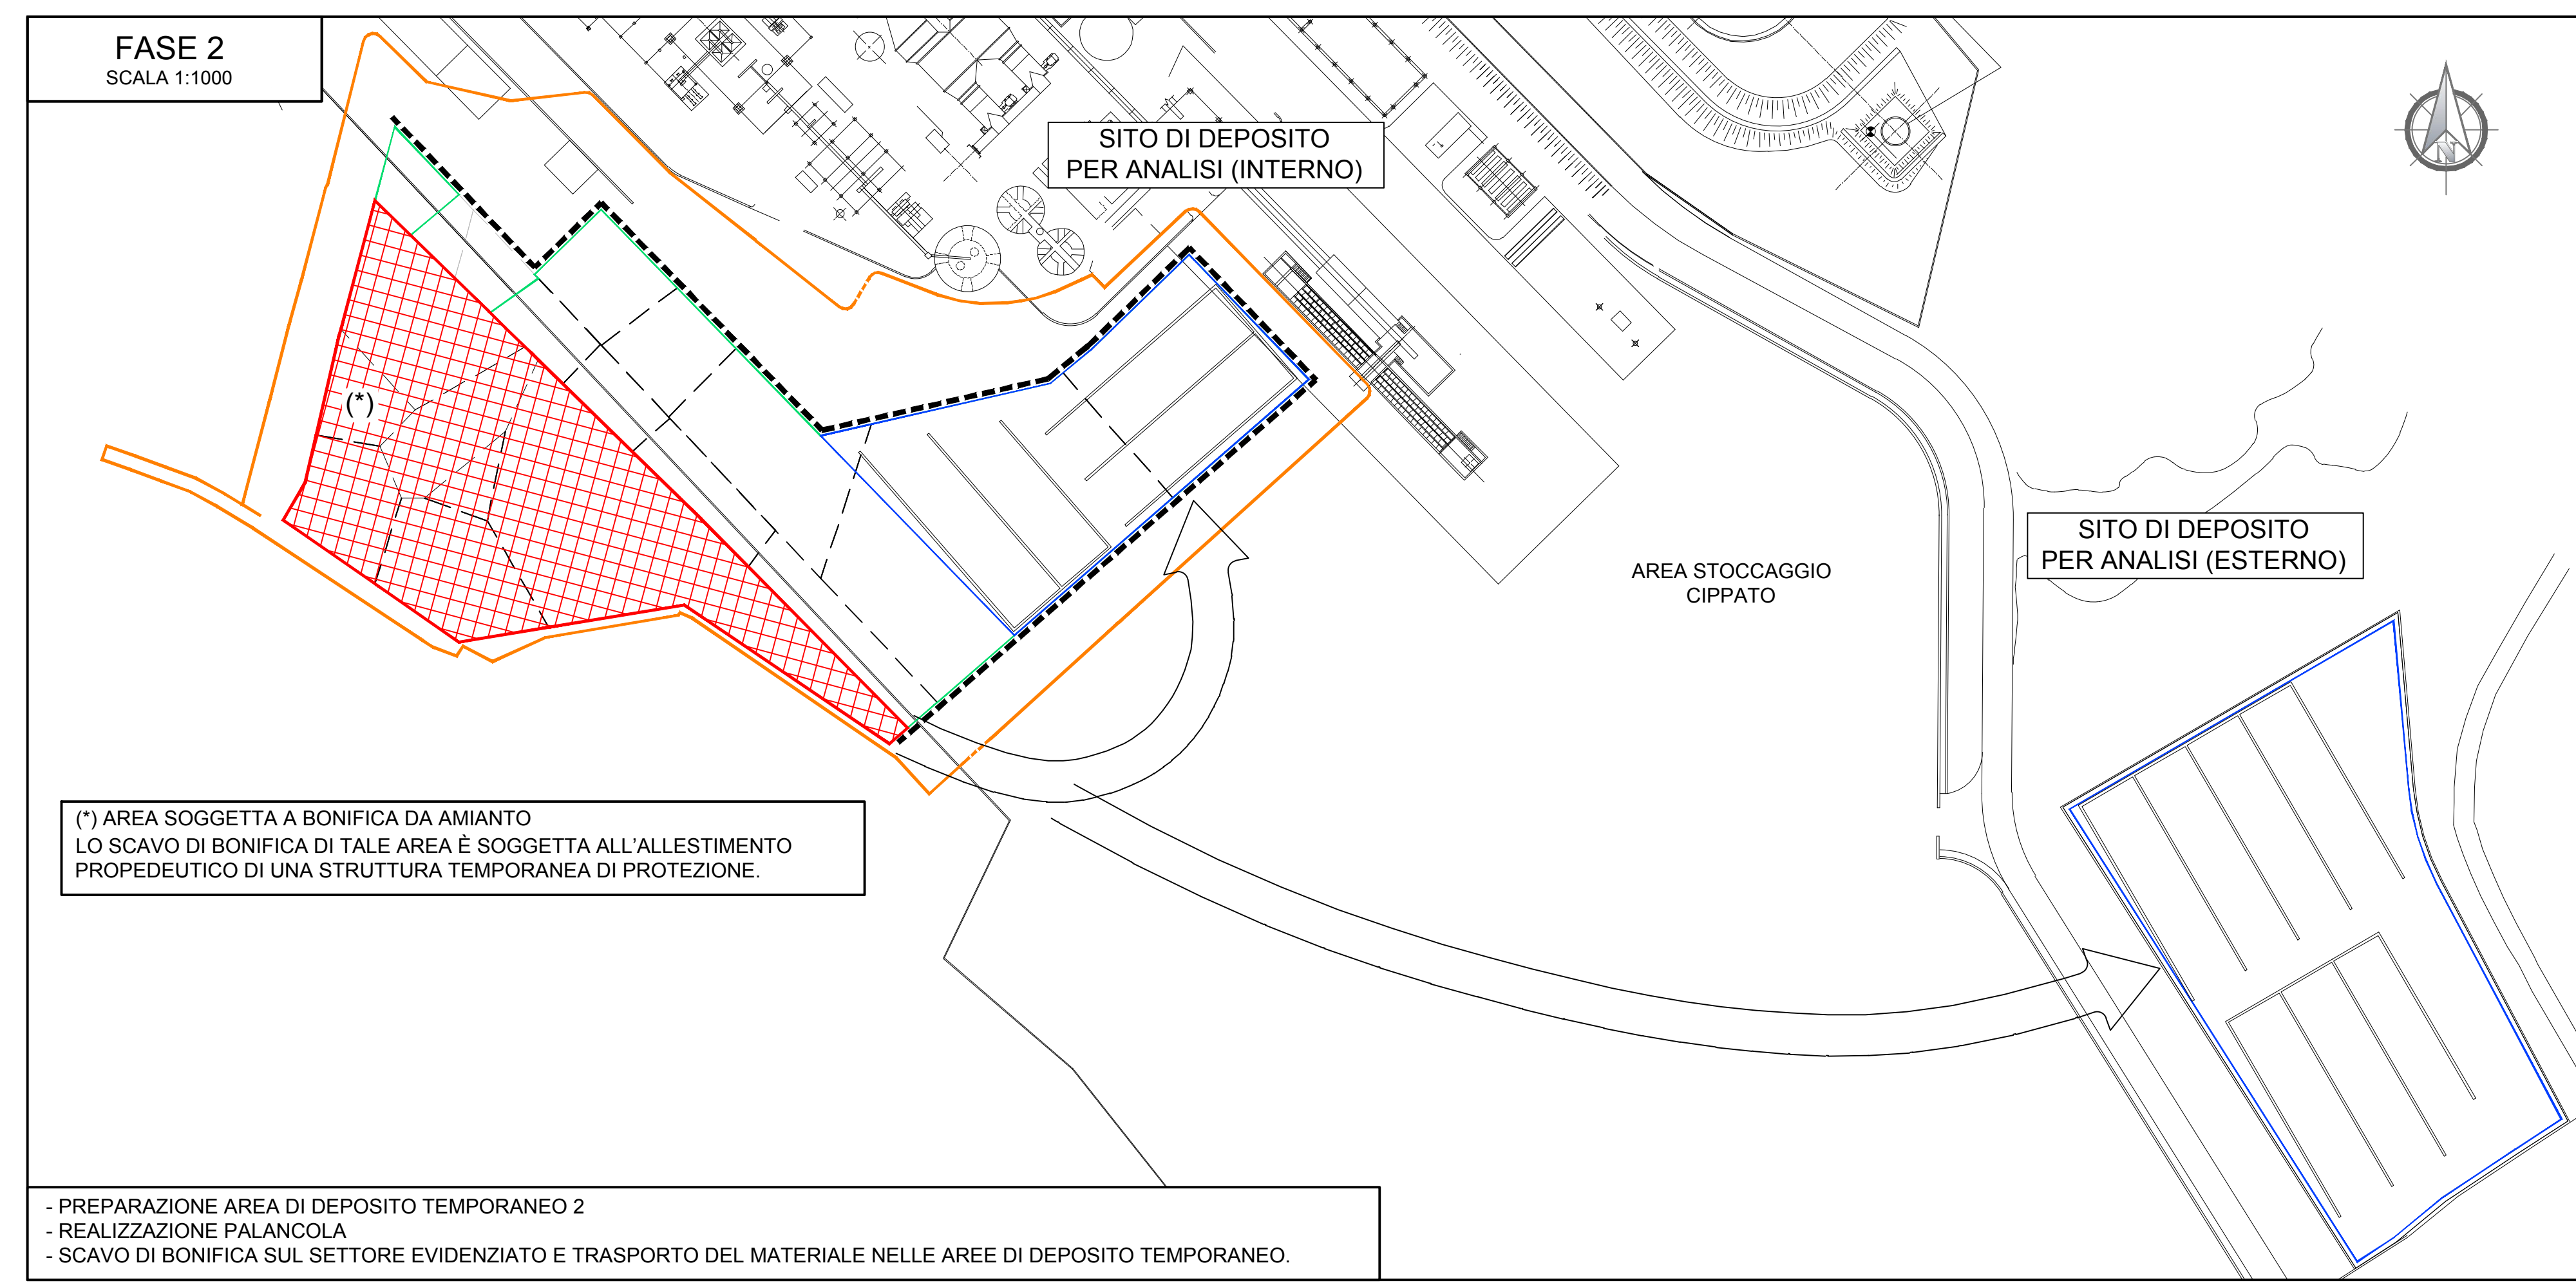 FASE 2
SCALA 1:1000
SITO DI DEPOSITO
PER ANALISI (INTERNO)
N
(*)
SITO DI DEPOSITO
PER ANALISI (ESTERNO)
AREA STOCCAGGIO
CIPPATO
(*) AREA SOGGETTA A BONIFICA DA AMIANTO
LO SCAVO DI BONIFICA DI TALE AREA È SOGGETTA ALL'ALLESTIMENTO
PROPEDEUTICO DI UNA STRUTTURA TEMPORANEA DI PROTEZIONE.
- PREPARAZIONE AREA DI DEPOSITO TEMPORANEO 2
- REALIZZAZIONE PALANCOLA
- SCAVO DI BONIFICA SUL SETTORE EVIDENZIATO E TRASPORTO DEL MATERIALE NELLE AREE DI DEPOSITO TEMPORANEO.